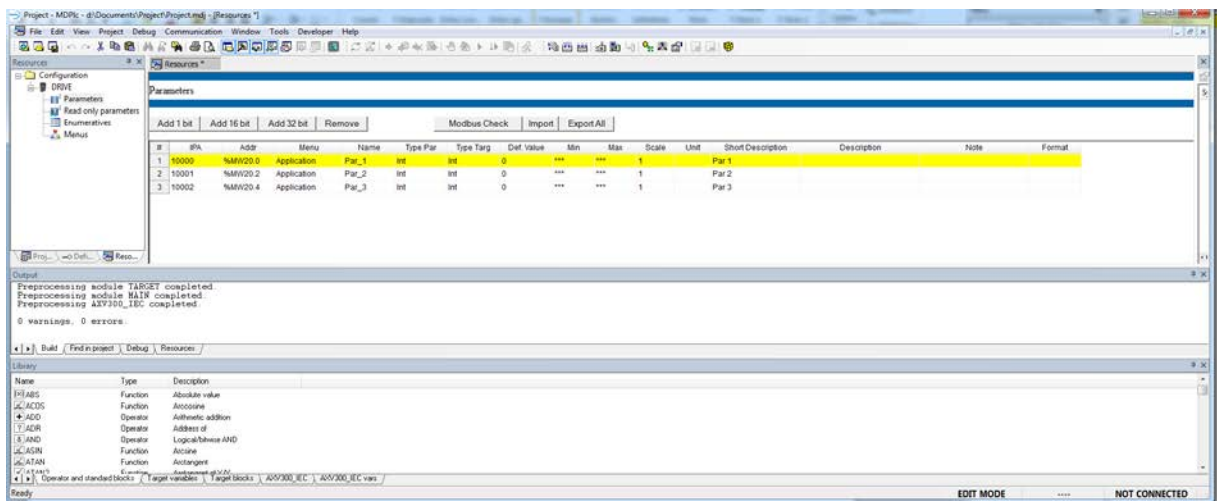 Project - MDPlc - d:\Documents\Project\Project.mdj - [Resources *]
File Edit View Project Debug Communication Window Tools Developer Help
Resources
Resources *
Configuration
DRIVE
Parameters
Read only parameters
Enumeratives
Menus
Parameters
Add 1 bit Add 16 bit Add 32 bit Remove Modbus Check Import Export All
# IPA Addr Menu Name Type Par Type Targ Def. Value Min Max Scale Unit Short Description Description Note Format
1 10000 %MW20.0 Application Par_1 Int Int 0 *** *** 1 Par 1
2 10001 %MW20.2 Application Par_2 Int Int 0 *** *** 1 Par 2
3 10002 %MW20.4 Application Par_3 Int Int 0 *** *** 1 Par 3
Proj... Defi... Reso...
Output
Preprocessing module TARGET completed.
Preprocessing module MAIN completed.
Preprocessing AXV300_IEC completed.
0 warnings, 0 errors.
Build Find in project Debug Resources
Library
Name Type Description
ABS Function Absolute value
ACOS Function Arccosine
ADD Operator Arithmetic addition
ADR Operator Address of
AND Operator Logical/bitwise AND
ASIN Function Arcsine
ATAN Function Arctangent
Operator and standard blocks Target variables Target blocks AXV300_IEC AXV300_IEC vars
Ready EDIT MODE ---- NOT CONNECTED